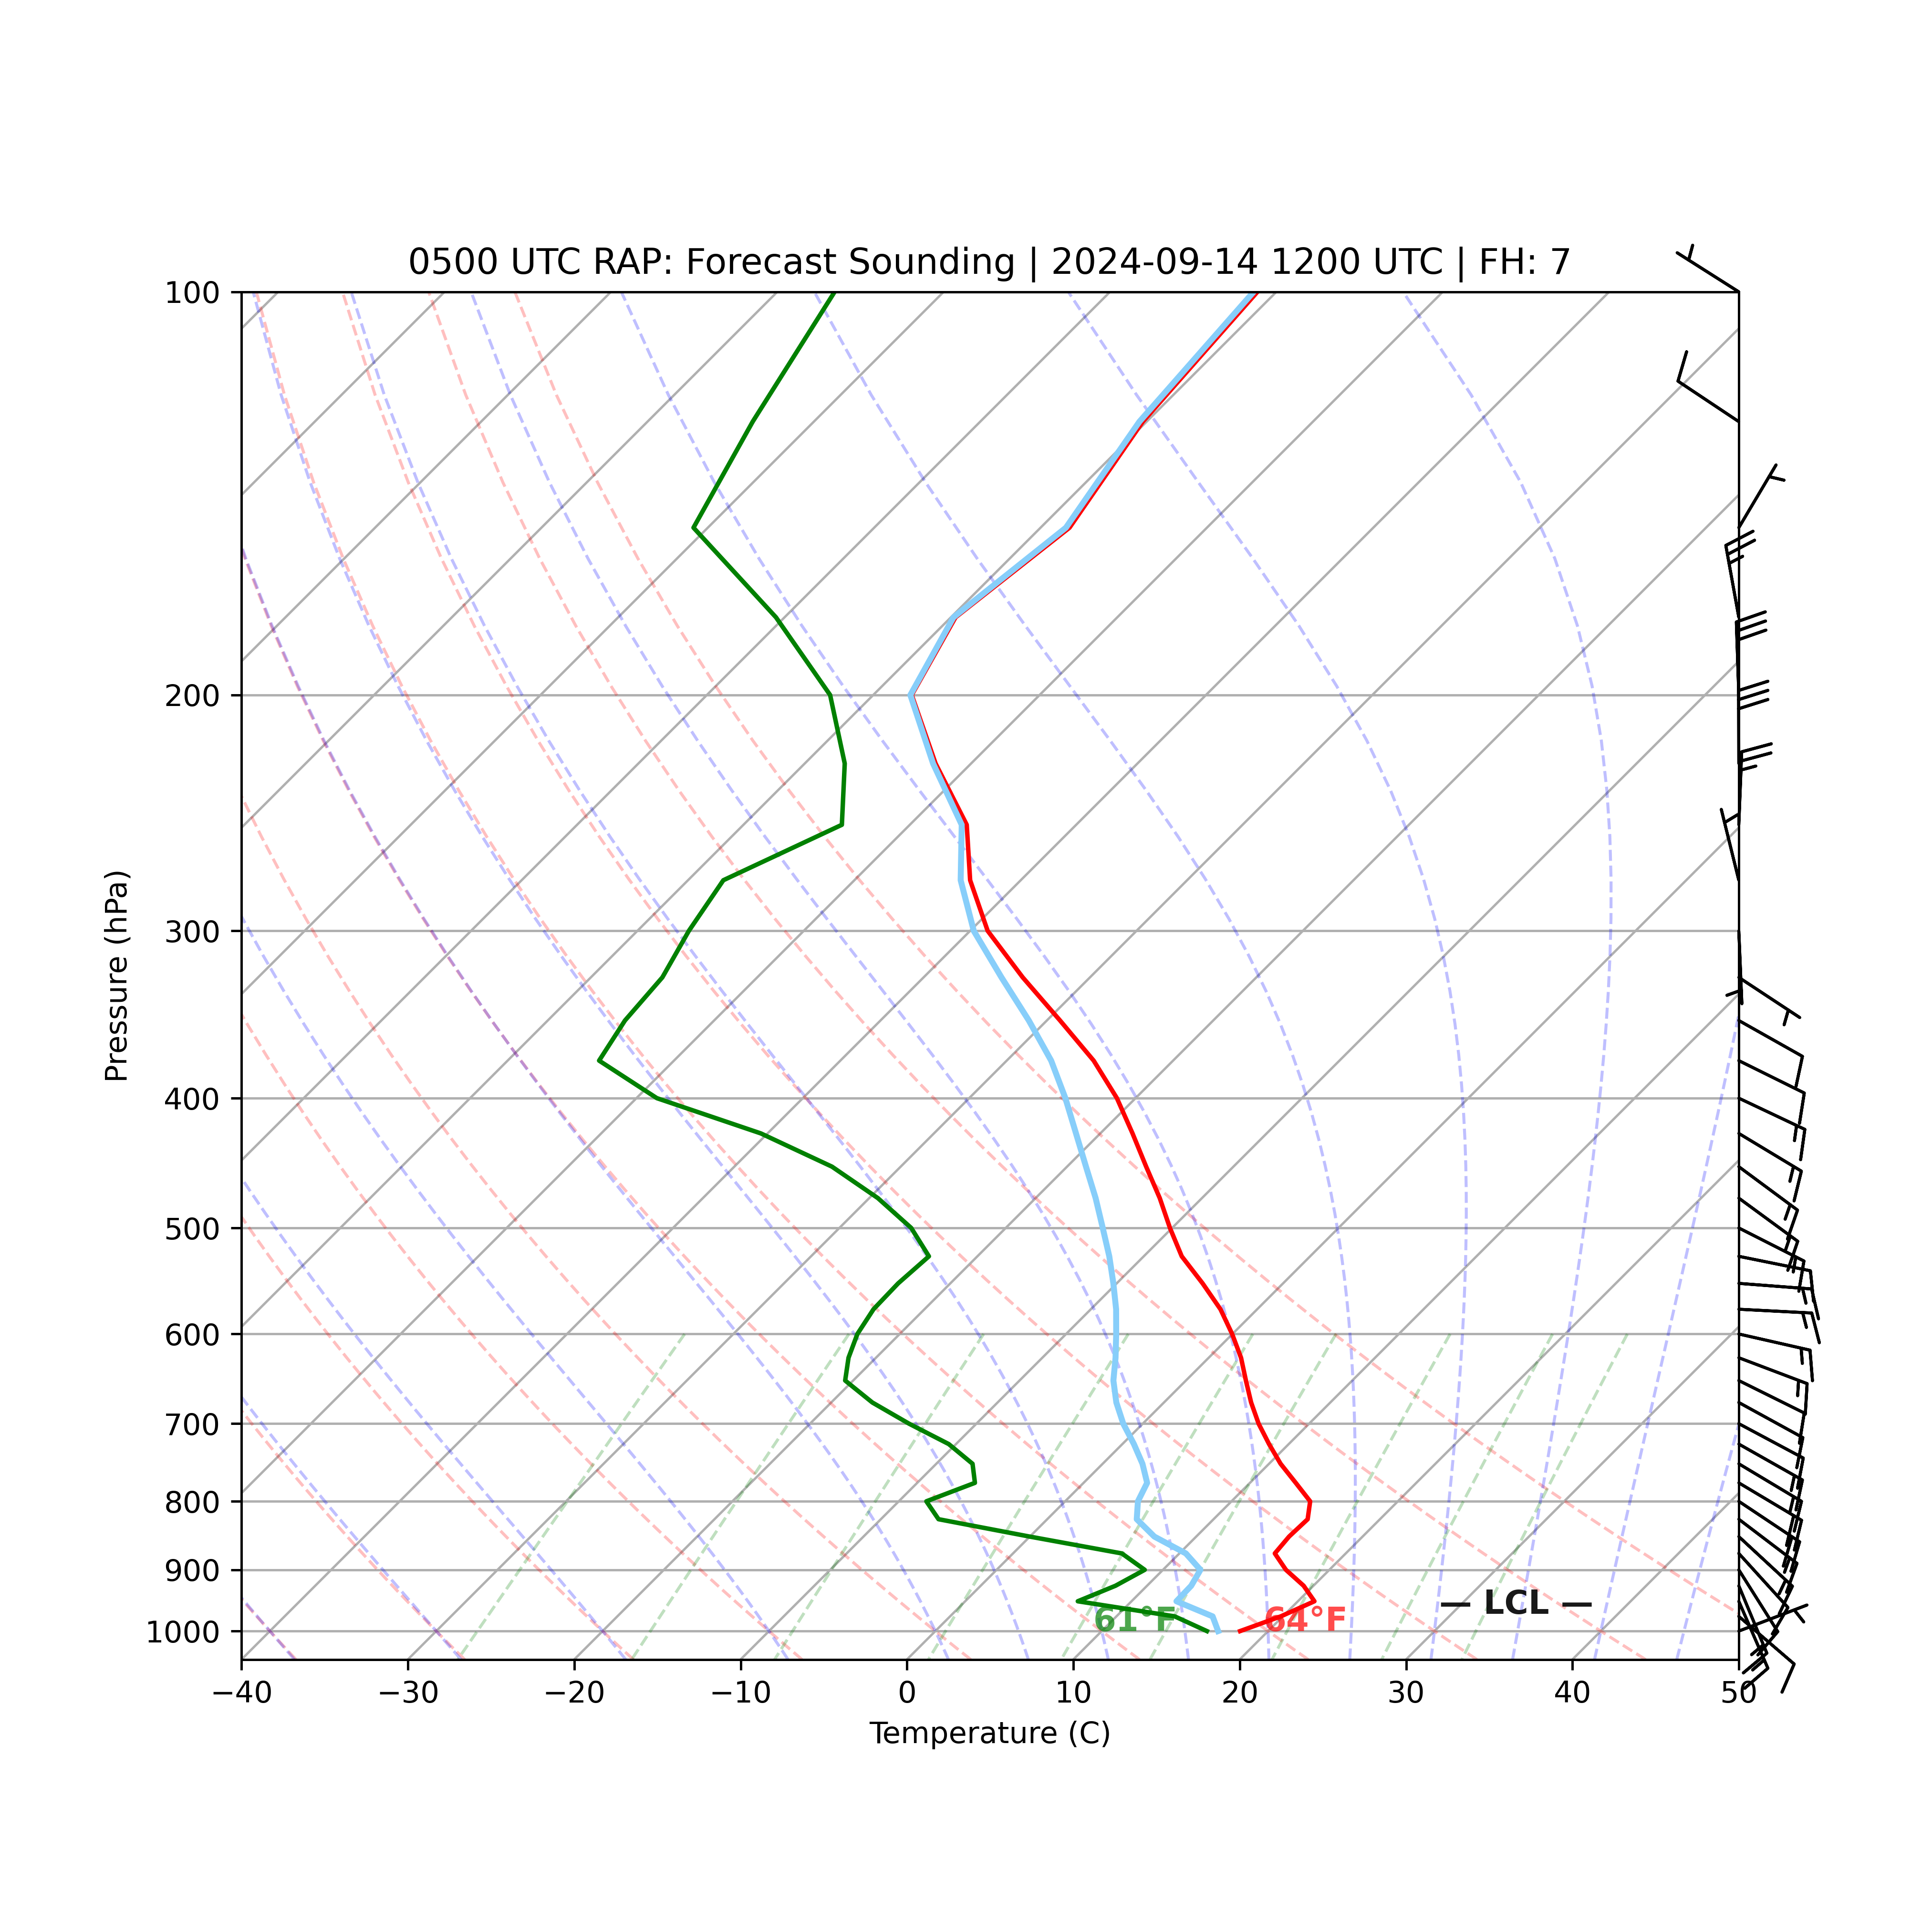 0500 UTC RAP: Forecast Sounding | 2024-09-14 1200 UTC | FH: 7
100
200
300
400
500
600
700
800
900
1000
Pressure (hPa)
61°F
64°F
— LCL —
−40 −30 −20 −10 0 10 20 30 40 50
Temperature (C)